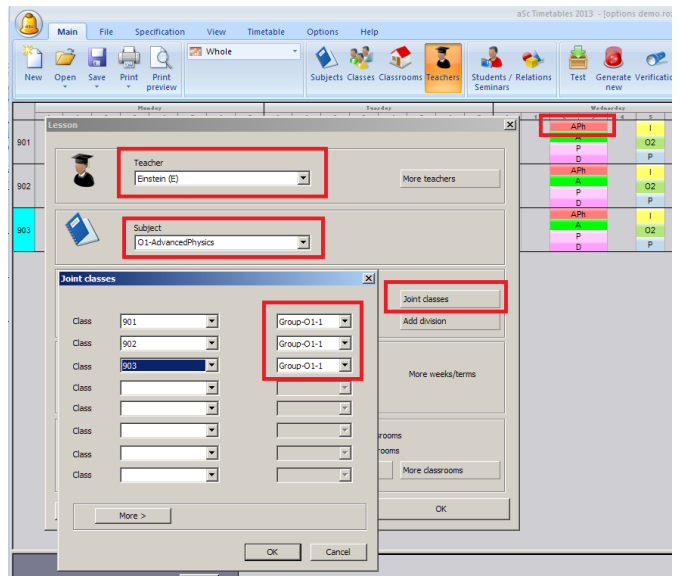 aSc Timetables 2013 - [options demo.roz
Main File Specification View Timetable Options Help
Whole
New Open Save Print Print preview Subjects Classes Classrooms Teachers Students / Seminars Relations Test Generate new Verificatio
Monday Tuesday Wednesday
Lesson
APh I
901 A O2
P P
D
Teacher
Einstein (E)
More teachers
APh I
902 A O2
P P
D
Subject
O1-AdvancedPhysics
APh I
903 A O2
P P
D
Joint classes
Joint classes
Add division
Class 901 Group-O1-1
Class 902 Group-O1-1
Class 903 Group-O1-1
More weeks/terms
Class
Class
Class
Class
Class
rooms
rooms
More classrooms
More >
OK
OK Cancel